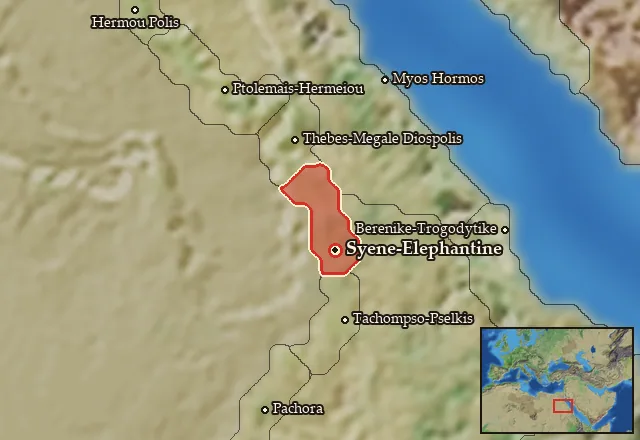 Hermou Polis
Myos Hormos
Ptolemais-Hermeiou
Thebes-Megale Diospolis
Berenike-Trogodytike
Syene-Elephantine
Tachompso-Pselkis
Pachora